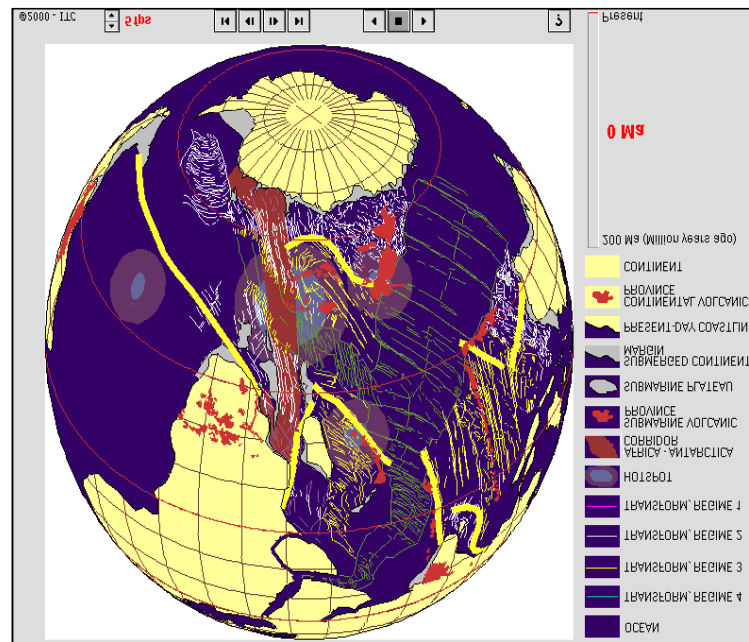 OCEAN
TRANSFORM, REGIME 4
TRANSFORM, REGIME 3
TRANSFORM, REGIME 2
TRANSFORM, REGIME 1
HOTSPOT
AFRICA - ANTARCTICA
CORRIDOR
SUBMARINE VOLCANIC
PROVINCE
SUBMARINE PLATEAU
SUBMERGED CONTINENT
MARGIN
PRESENT-DAY COASTLIN
CONTINENTAL VOLCANIC
PROVINCE
CONTINENT
200 Ma (Million years ago)
0 Ma
Present
@2000 - ITC
5 fps
?